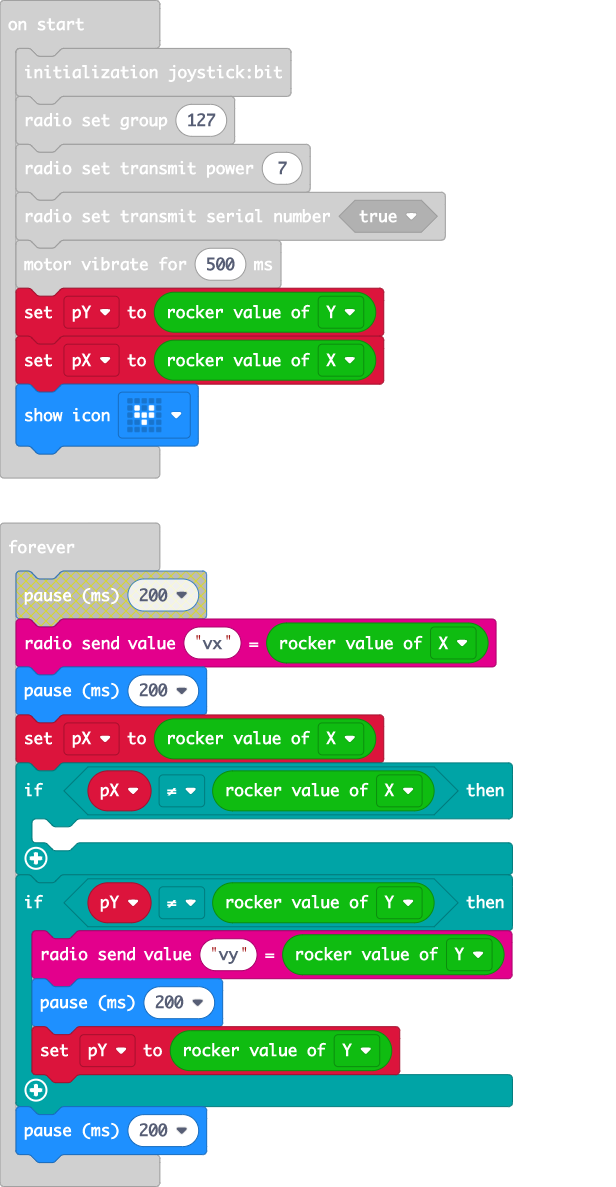 on start
initialization joystick:bit
radio set group 127
radio set transmit power 7
radio set transmit serial number true
motor vibrate for 500 ms
set pY to rocker value of Y
set pX to rocker value of X
show icon
forever
pause (ms) 200
radio send value "vx" = rocker value of X
pause (ms) 200
set pX to rocker value of X
if pX ≠ rocker value of X then
if pY ≠ rocker value of Y then
radio send value "vy" = rocker value of Y
pause (ms) 200
set pY to rocker value of Y
pause (ms) 200